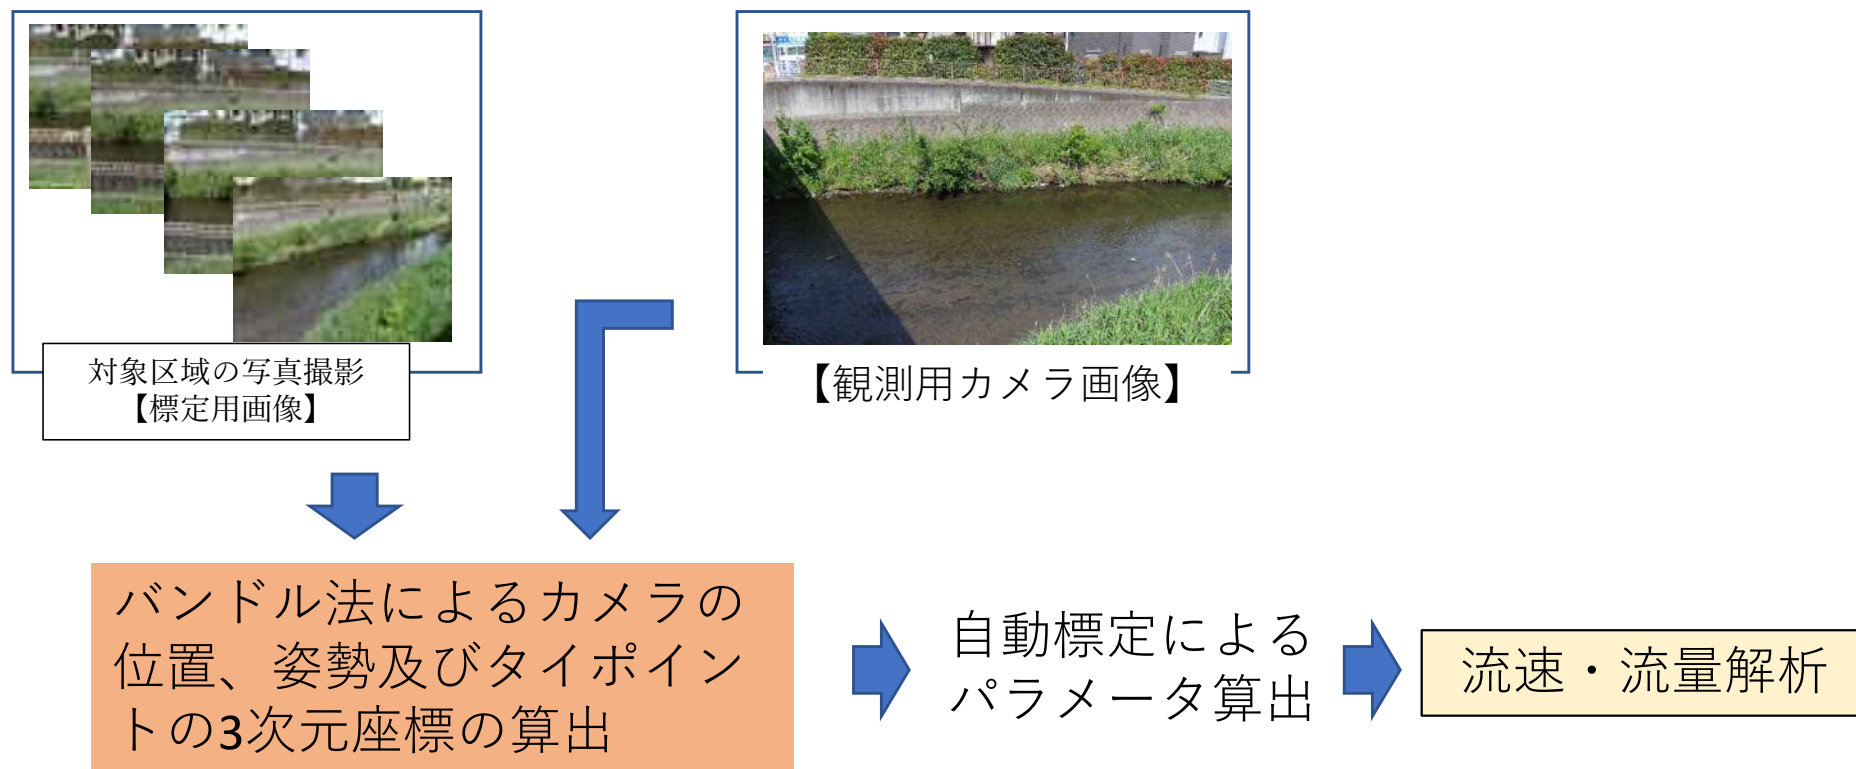 対象区域の写真撮影
【標定用画像】
【観測用カメラ画像】
バンドル法によるカメラの
位置、姿勢及びタイポイン
トの3次元座標の算出
自動標定による
パラメータ算出
流速・流量解析